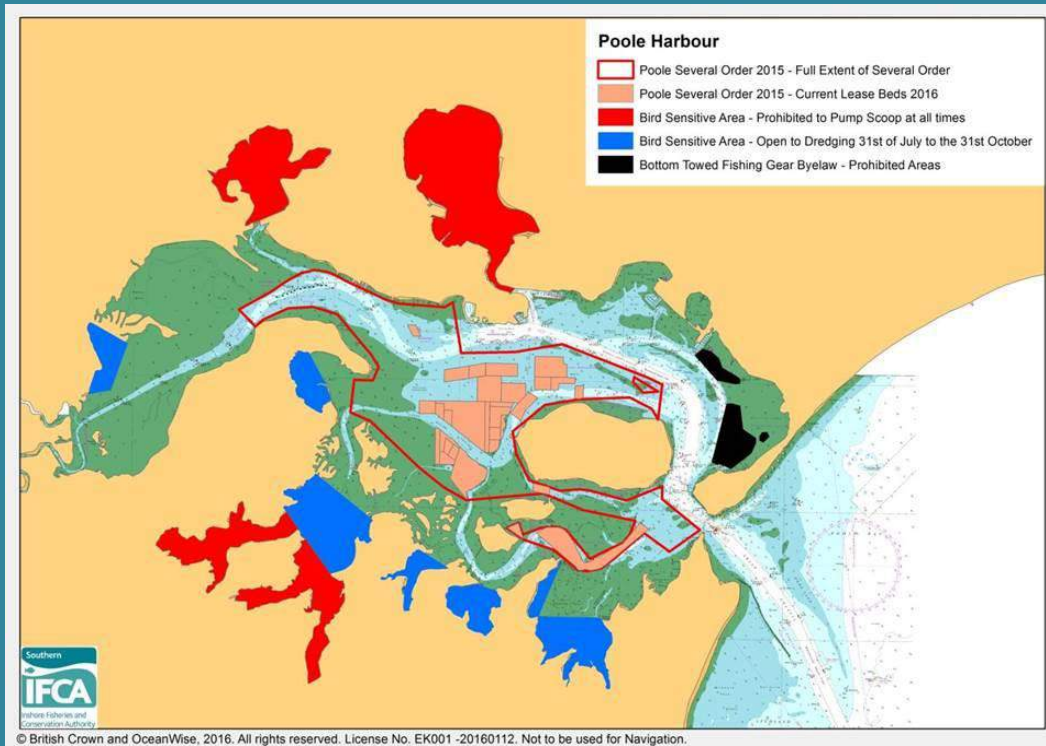 Poole Harbour
Poole Several Order 2015 - Full Extent of Several Order
Poole Several Order 2015 - Current Lease Beds 2016
Bird Sensitive Area - Prohibited to Pump Scoop at all times
Bird Sensitive Area - Open to Dredging 31st of July to the 31st October
Bottom Towed Fishing Gear Byelaw - Prohibited Areas
Southern
IFCA
Inshore Fisheries and
Conservation Authority
© British Crown and OceanWise, 2016. All rights reserved. License No. EK001 -20160112. Not to be used for Navigation.